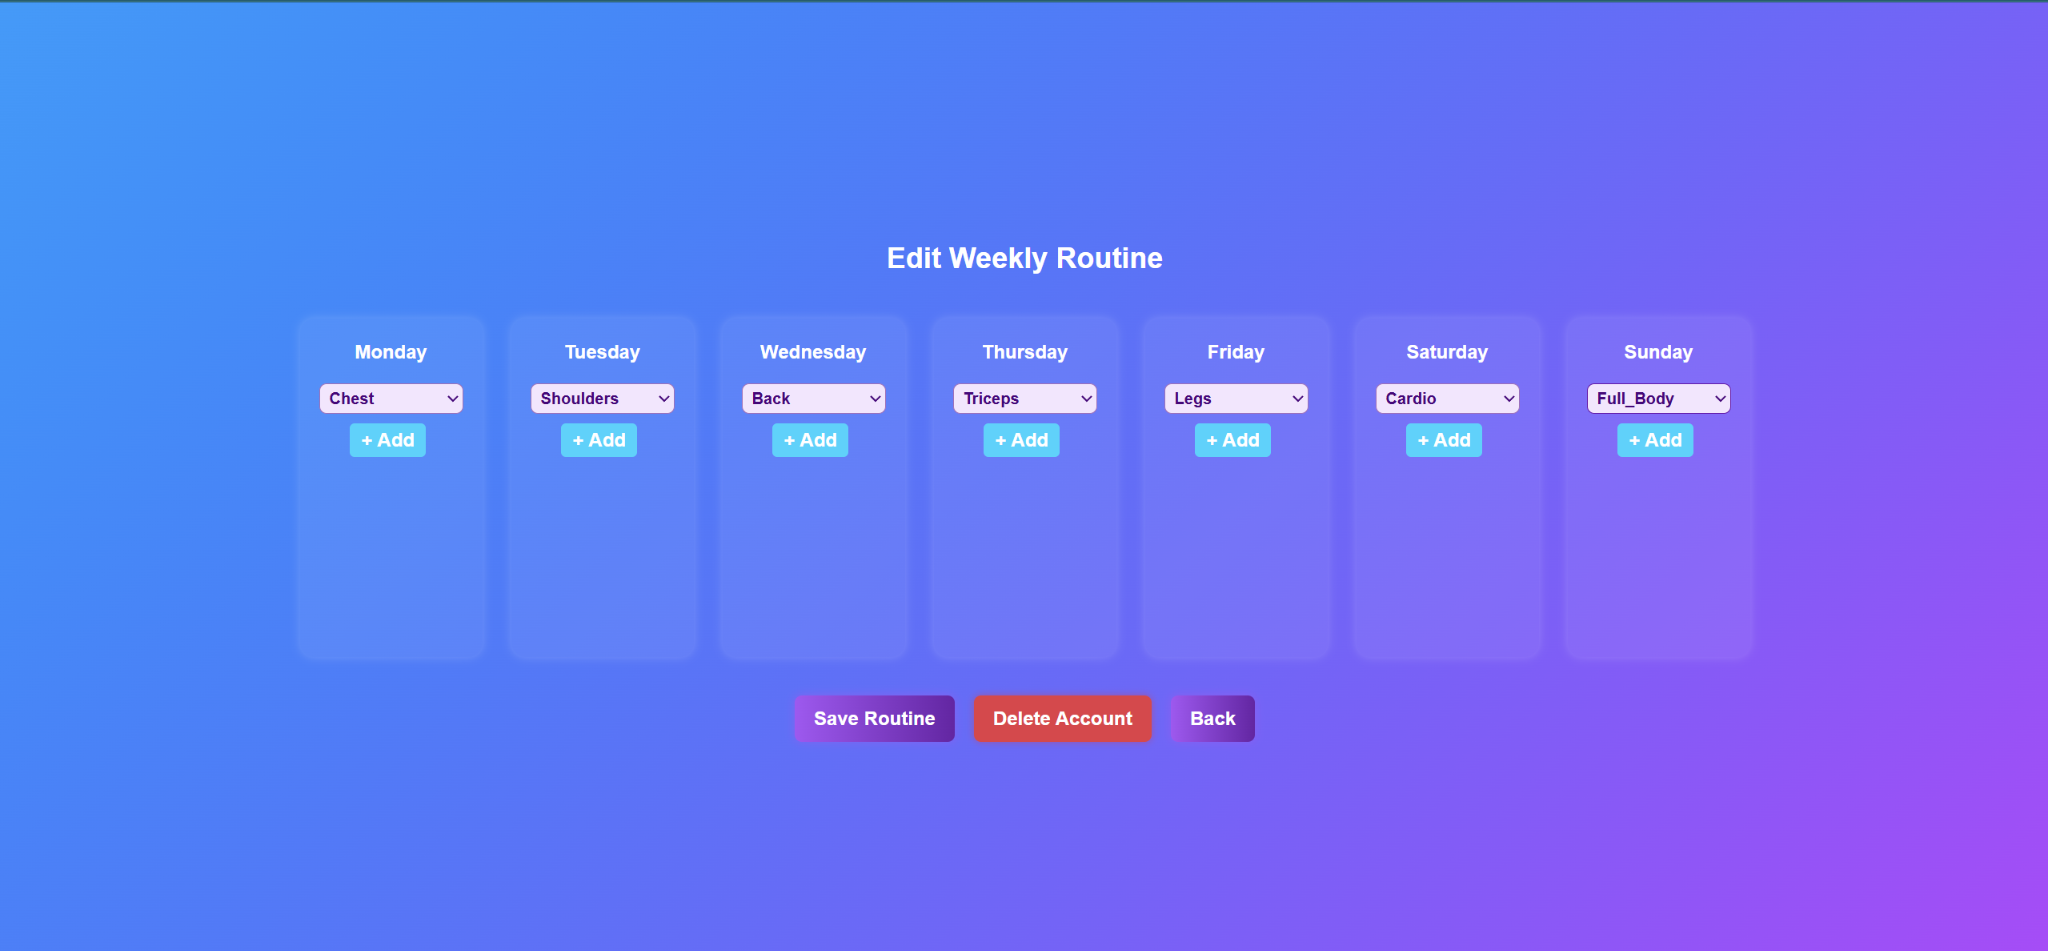 Edit Weekly Routine
Monday Tuesday Wednesday Thursday Friday Saturday Sunday
Chest Shoulders Back Triceps Legs Cardio Full_Body
+ Add + Add + Add + Add + Add + Add + Add
Save Routine Delete Account Back